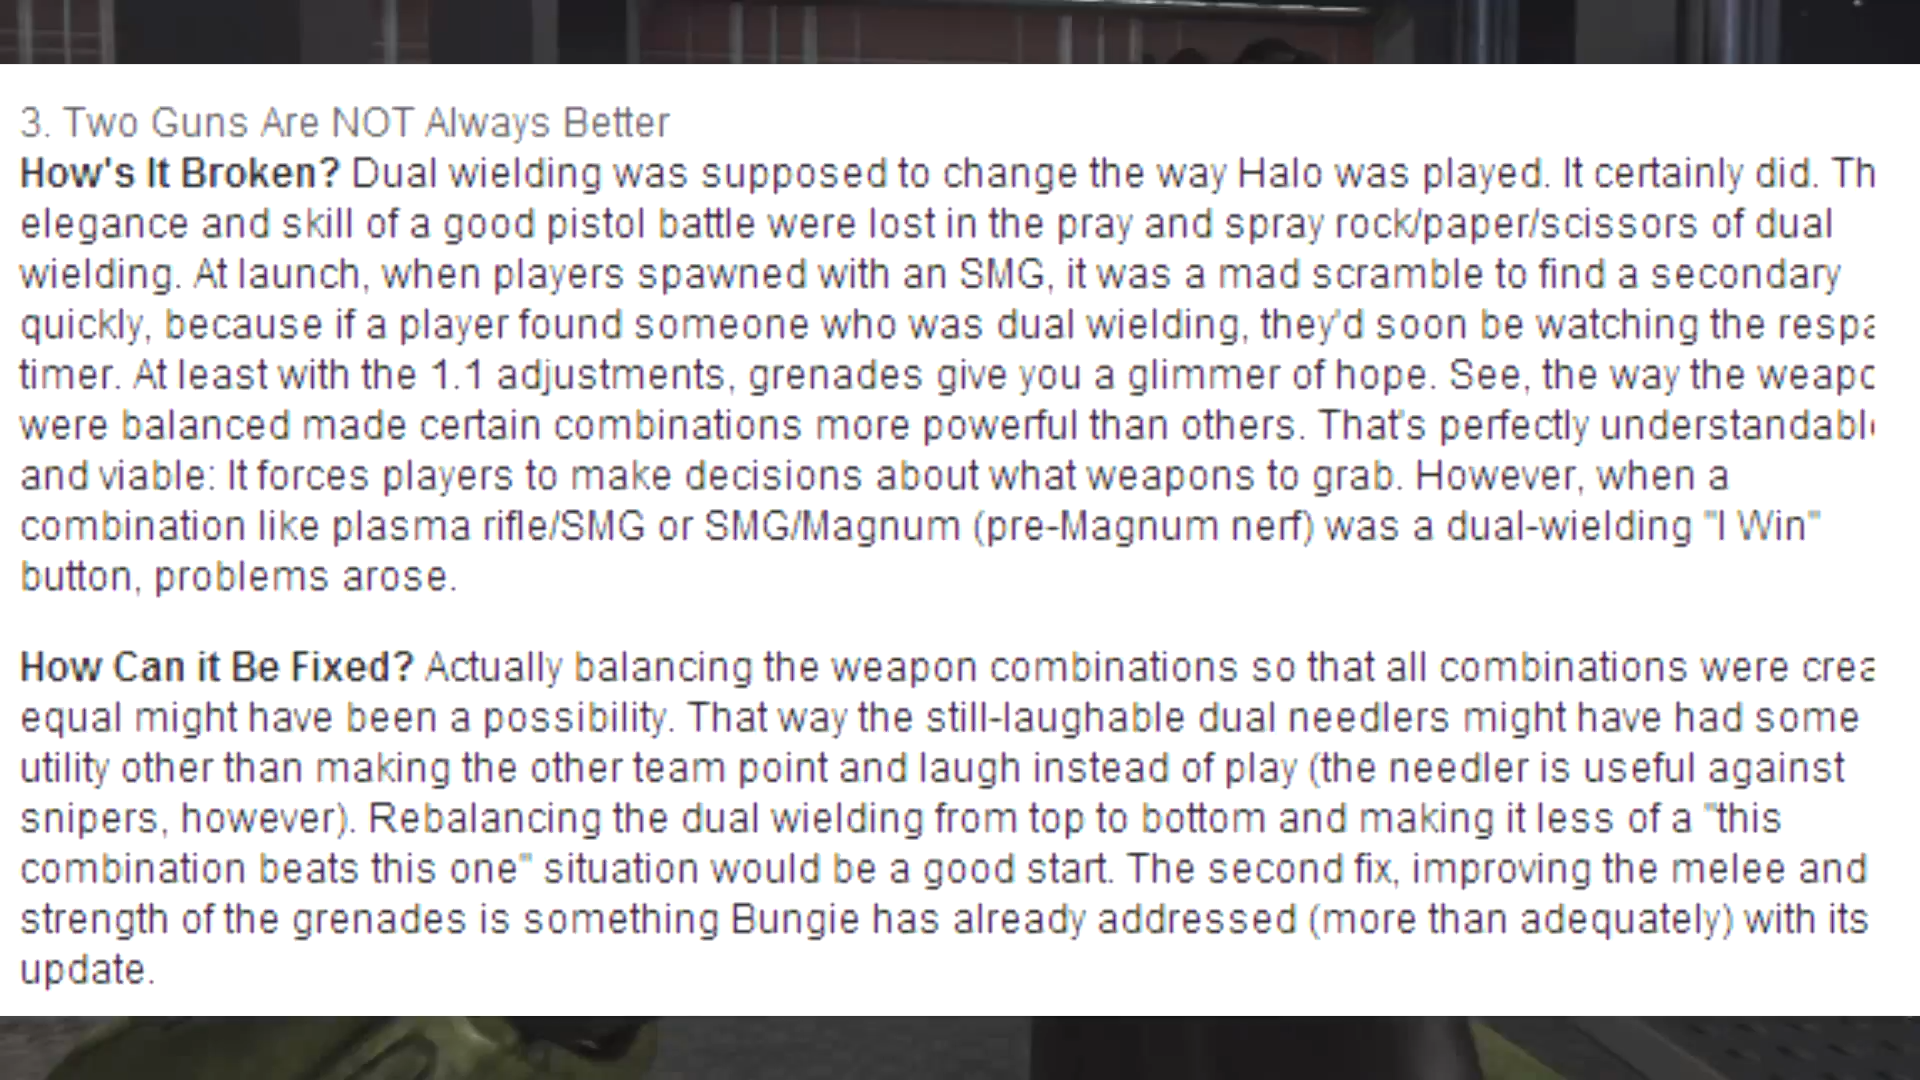 3. Two Guns Are NOT Always Better
How's It Broken? Dual wielding was supposed to change the way Halo was played. It certainly did. Th
elegance and skill of a good pistol battle were lost in the pray and spray rock/paper/scissors of dual
wielding. At launch, when players spawned with an SMG, it was a mad scramble to find a secondary
quickly, because if a player found someone who was dual wielding, they'd soon be watching the respa
timer. At least with the 1.1 adjustments, grenades give you a glimmer of hope. See, the way the weapo
were balanced made certain combinations more powerful than others. That's perfectly understandable
and viable: It forces players to make decisions about what weapons to grab. However, when a
combination like plasma rifle/SMG or SMG/Magnum (pre-Magnum nerf) was a dual-wielding "I Win"
button, problems arose.
How Can it Be Fixed? Actually balancing the weapon combinations so that all combinations were crea
equal might have been a possibility. That way the still-laughable dual needlers might have had some
utility other than making the other team point and laugh instead of play (the needler is useful against
snipers, however). Rebalancing the dual wielding from top to bottom and making it less of a "this
combination beats this one" situation would be a good start. The second fix, improving the melee and
strength of the grenades is something Bungie has already addressed (more than adequately) with its
update.